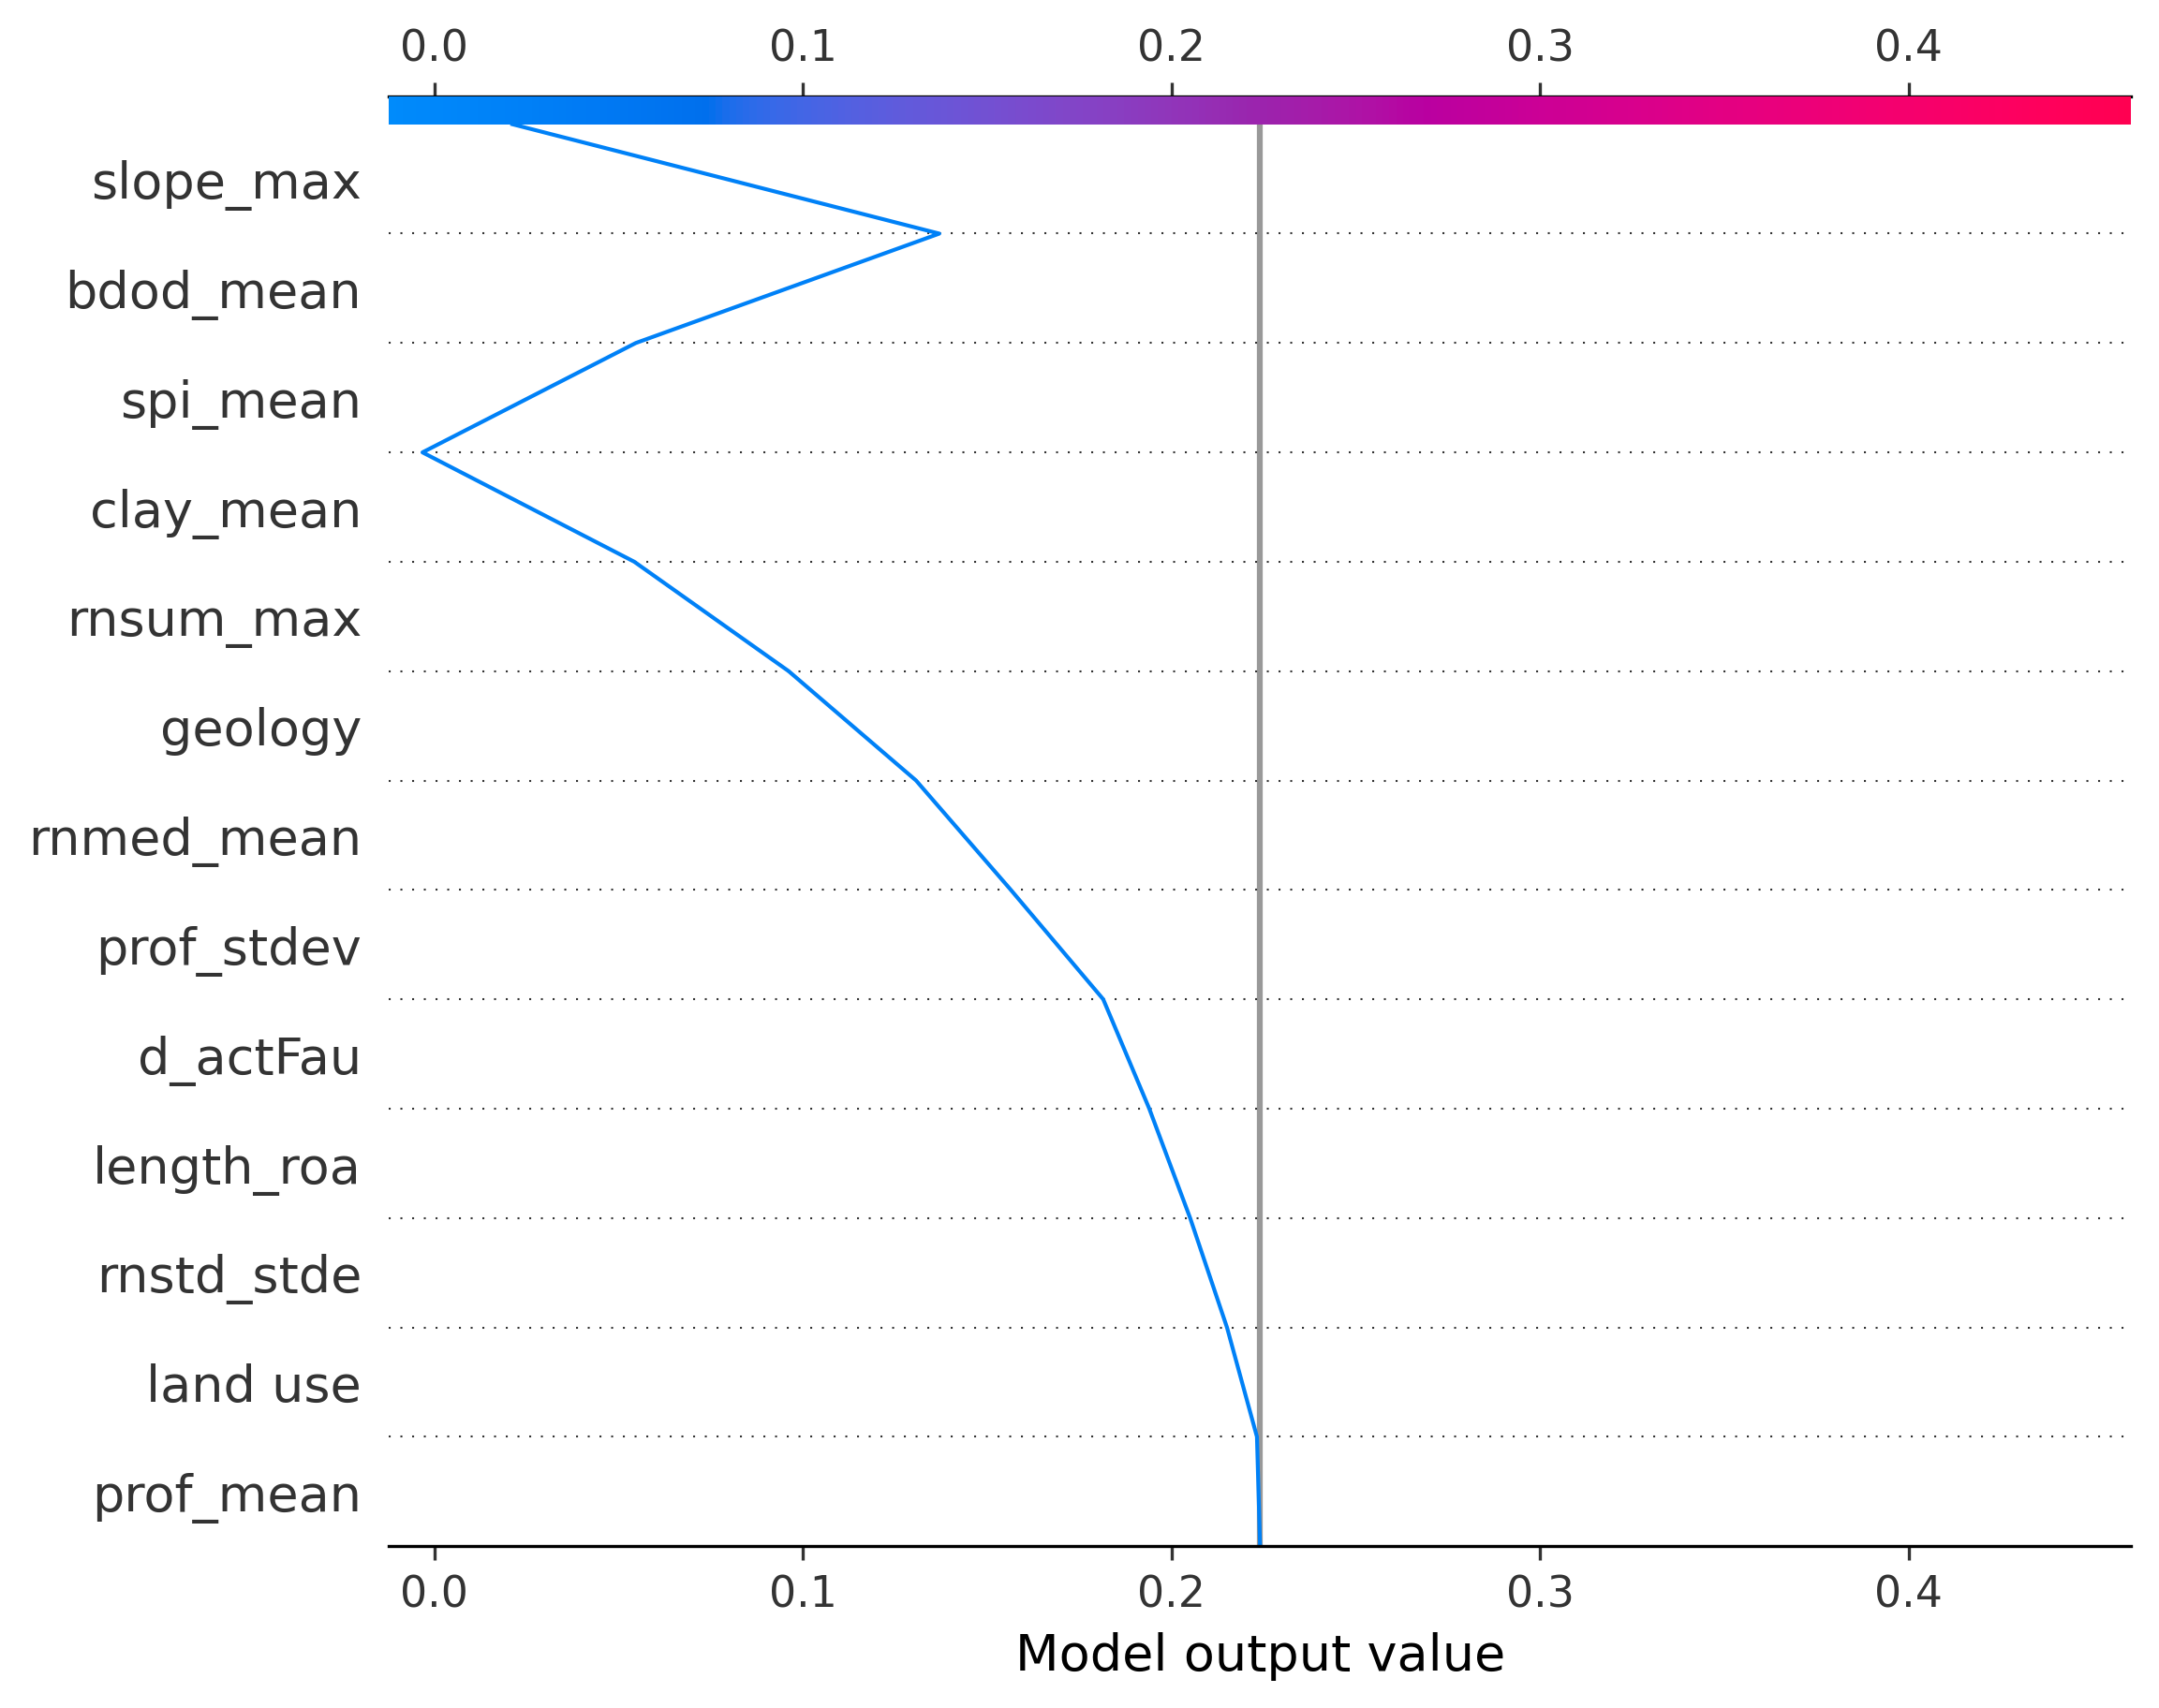 0.0 0.1 0.2 0.3 0.4
slope_max
bdod_mean
spi_mean
clay_mean
rnsum_max
geology
rnmed_mean
prof_stdev
d_actFau
length_roa
rnstd_stde
land use
prof_mean
0.0 0.1 0.2 0.3 0.4
Model output value